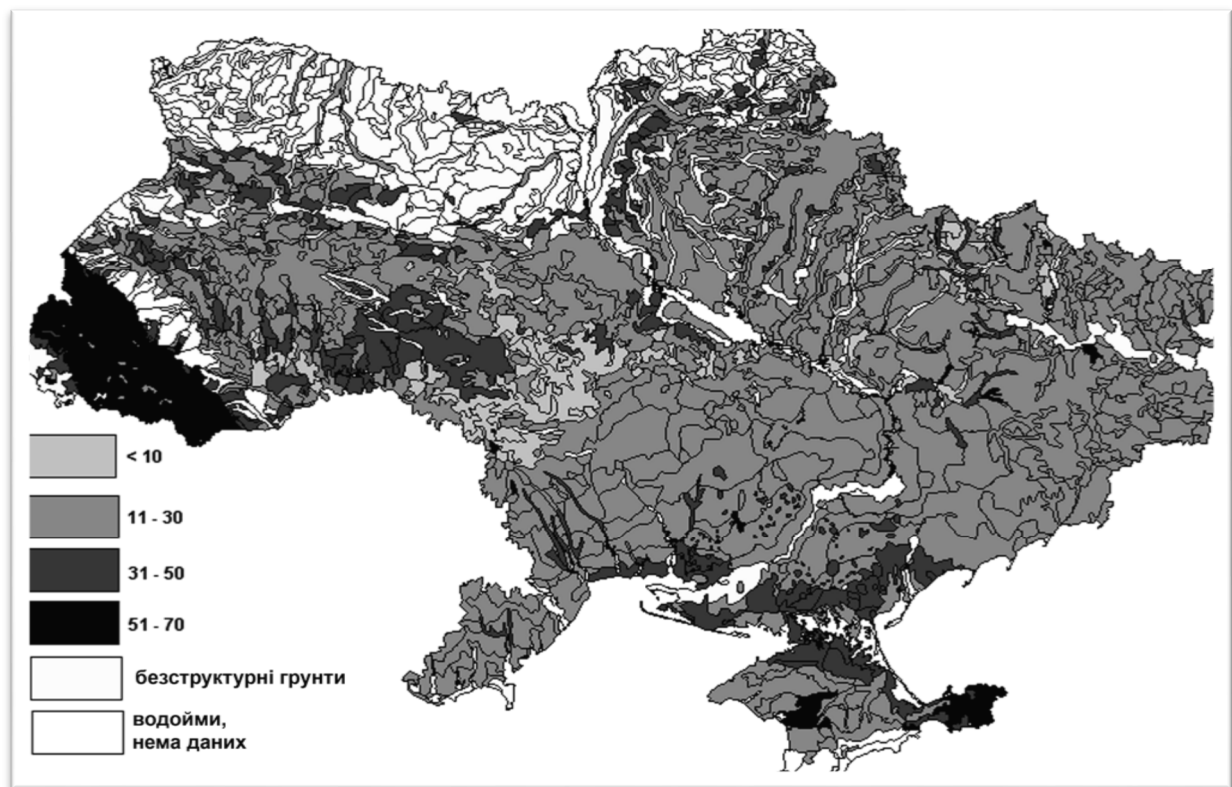 < 10
11 - 30
31 - 50
51 - 70
безструктурні грунти
водойми,
нема даних